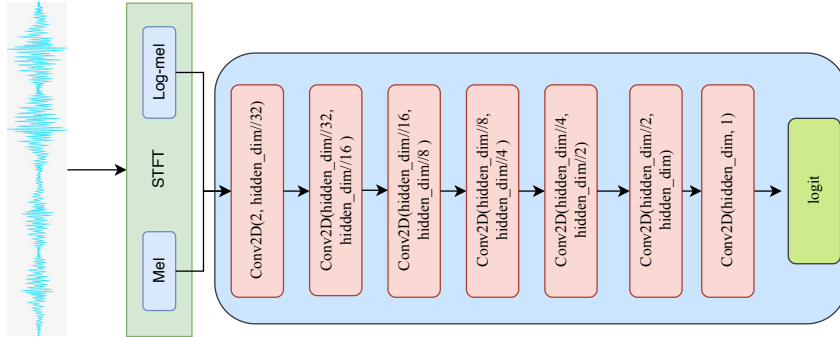 Log-mel
STFT
Mel
Conv2D(2, hidden_dim//32)
Conv2D(hidden_dim//32,
hidden_dim//16 )
Conv2D(hidden_dim//16,
hidden_dim//8 )
Conv2D(hidden_dim//8,
hidden_dim//4 )
Conv2D(hidden_dim//4,
hidden_dim//2)
Conv2D(hidden_dim//2,
hidden_dim)
Conv2D(hidden_dim, 1)
logit